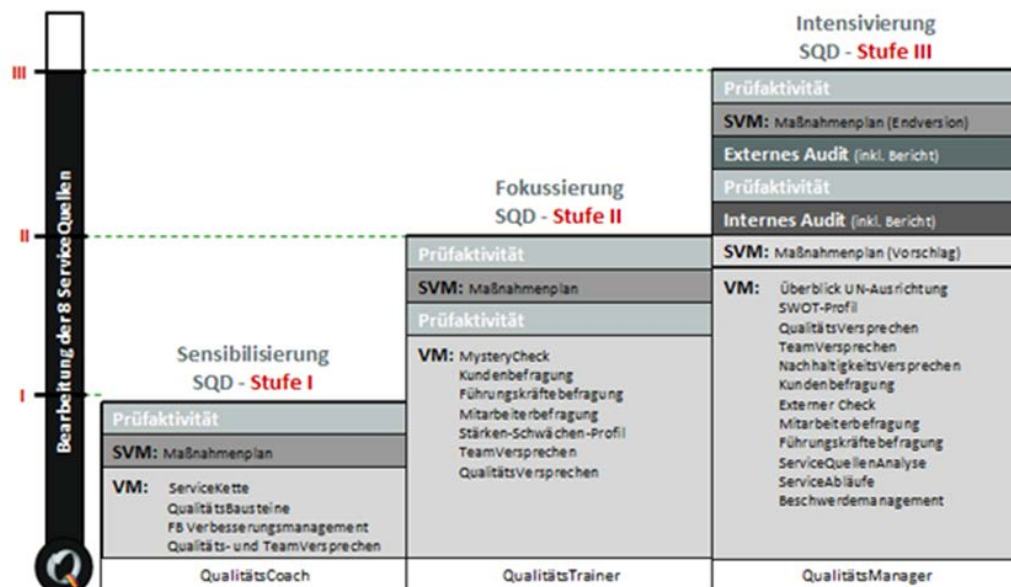 Intensivierung
SQD - Stufe III
III
Prüfaktivität
SVM: Maßnahmenplan (Endversion)
Externes Audit (inkl. Bericht)
Prüfaktivität
Internes Audit (inkl. Bericht)
SVM: Maßnahmenplan (Vorschlag)
VM: Überblick UN-Ausrichtung
SWOT-Profil
QualitätsVersprechen
TeamVersprechen
NachhaltigkeitsVersprechen
Kundenbefragung
Externer Check
Mitarbeiterbefragung
Führungskräftebefragung
ServiceQuellenAnalyse
ServiceAbläufe
Beschwerdemanagement
QualitätsManager
Fokussierung
SQD - Stufe II
II
Prüfaktivität
SVM: Maßnahmenplan
Prüfaktivität
VM: MysteryCheck
Kundenbefragung
Führungskräftebefragung
Mitarbeiterbefragung
Stärken-Schwächen-Profil
TeamVersprechen
QualitätsVersprechen
QualitätsTrainer
Sensibilisierung
SQD - Stufe I
I
Prüfaktivität
SVM: Maßnahmenplan
VM: ServiceKette
QualitätsBausteine
FB Verbesserungsmanagement
Qualitäts- und TeamVersprechen
QualitätsCoach
Bearbeitung der 8 ServiceQuellen